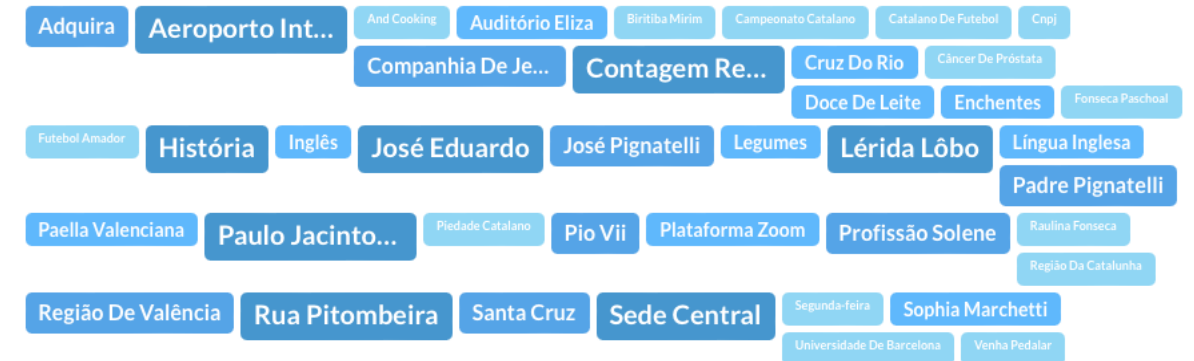 Adquira Aeroporto Int... And Cooking Auditório Eliza Biritiba Mirim Campeonato Catalano Catalano De Futebol Cnpj
Companhia De Je... Contagem Re... Cruz Do Rio Câncer De Próstata
Doce De Leite Enchentes Fonseca Paschoal
Futebol Amador História Inglês José Eduardo José Pignatelli Legumes Lérida Lôbo Língua Inglesa
Padre Pignatelli
Paella Valenciana Paulo Jacinto... Piedade Catalano Pio Vii Plataforma Zoom Profissão Solene Raulina Fonseca
Região Da Catalunha
Região De Valência Rua Pitombeira Santa Cruz Sede Central Segunda-feira Sophia Marchetti
Universidade De Barcelona Venha Pedalar